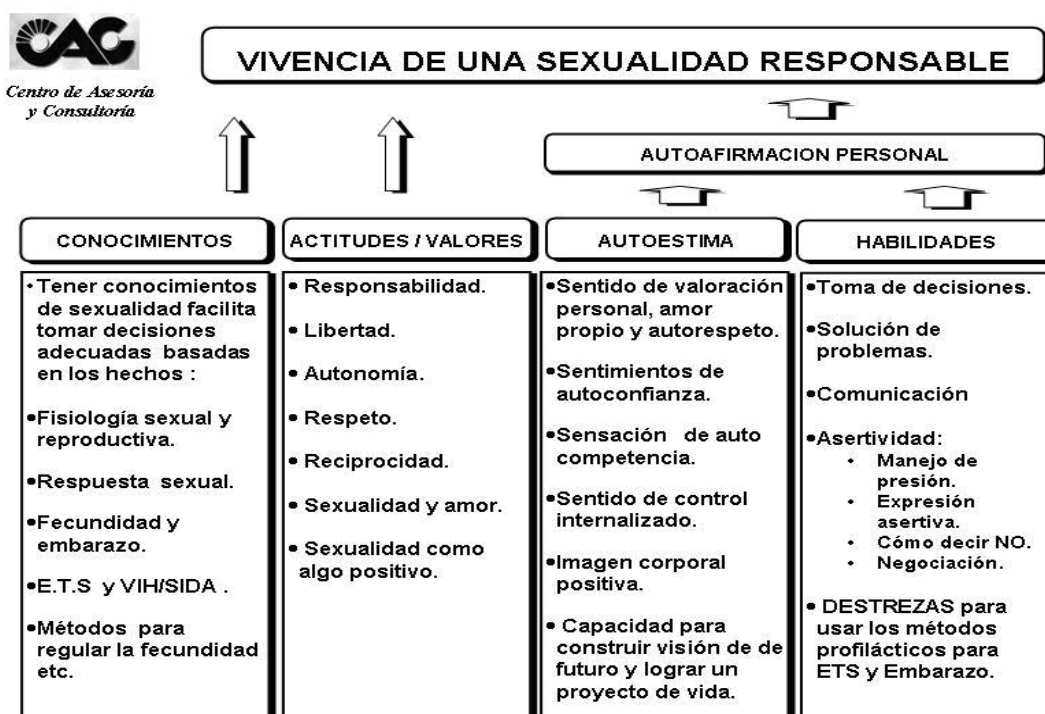 CAC
Centro de Asesoría
y Consultoría
VIVENCIA DE UNA SEXUALIDAD RESPONSABLE
AUTOAFIRMACION PERSONAL
CONOCIMIENTOS
• Tener conocimientos
de sexualidad facilita
tomar decisiones
adecuadas basadas
en los hechos :
•Fisiología sexual y
reproductiva.
•Respuesta sexual.
•Fecundidad y
embarazo.
•E.T.S y VIH/SIDA .
•Métodos para
regular la fecundidad
etc.
ACTITUDES / VALORES
• Responsabilidad.
• Libertad.
• Autonomía.
• Respeto.
• Reciprocidad.
• Sexualidad y amor.
• Sexualidad como
algo positivo.
AUTOESTIMA
•Sentido de valoración
personal, amor
propio y autorespeto.
•Sentimientos de
autoconfianza.
•Sensación de auto
competencia.
•Sentido de control
internalizado.
•Imagen corporal
positiva.
• Capacidad para
construir visión de de
futuro y lograr un
proyecto de vida.
HABILIDADES
•Toma de decisiones.
•Solución de
problemas.
•Comunicación
•Asertividad:
• Manejo de
presión.
• Expresión
asertiva.
• Cómo decir NO.
• Negociación.
• DESTREZAS para
usar los métodos
profilácticos para
ETS y Embarazo.